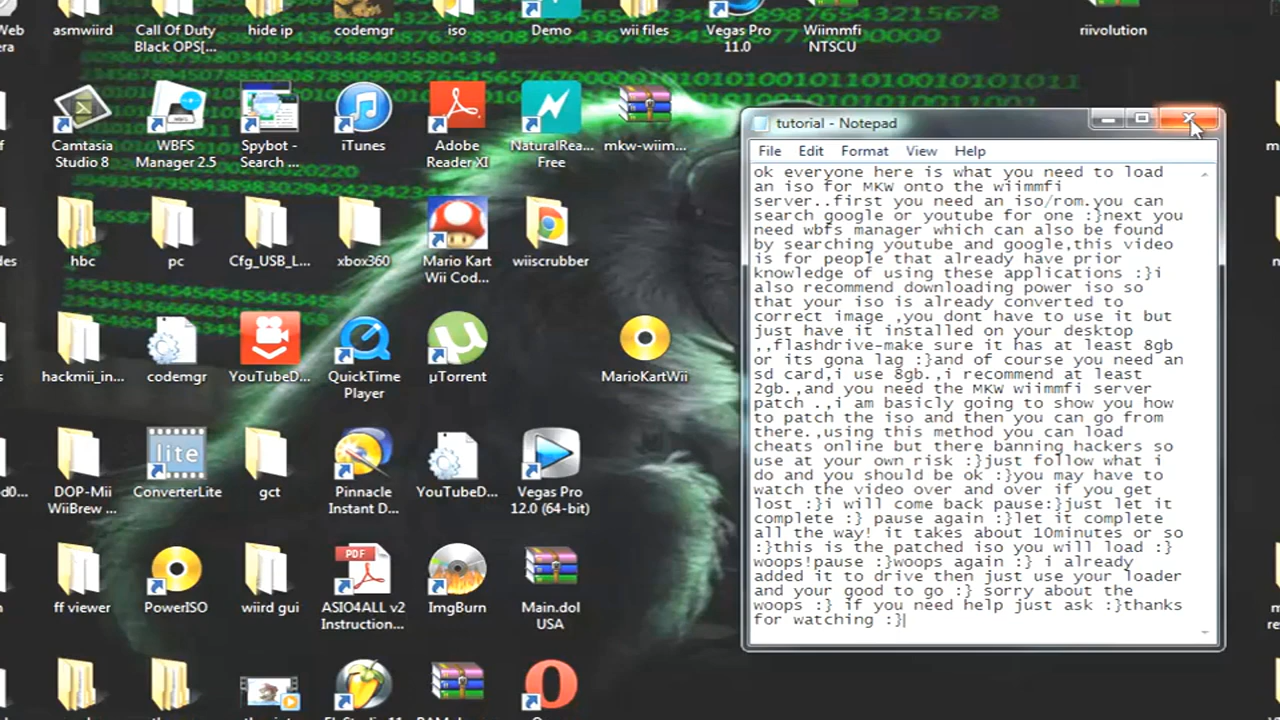 Web
asmwiird
Call Of Duty
Black OPS[...
hide ip
codemgr
iso
Demo
wii files
Vegas Pro
11.0
Wiimmfi
NTSCU
riivolution
Camtasia
Studio 8
WBFS
Manager 2.5
Spybot -
Search ...
iTunes
Adobe
Reader XI
NaturalRea...
Free
mkw-wiim...
hbc
pc
Cfg_USB_L...
xbox360
Mario Kart
Wii Cod...
wiiscrubber
hackmii_in...
codemgr
YouTubeD...
QuickTime
Player
µTorrent
MarioKartWii
DOP-Mii
WiiBrew ...
lite
ConverterLite
gct
Pinnacle
Instant D...
YouTubeD...
Vegas Pro
12.0 (64-bit)
ff viewer
PowerISO
wiird gui
PDF
ASIO4ALL v2
Instruction...
ImgBurn
Main.dol
USA
tutorial - Notepad
File Edit Format View Help
ok everyone here is what you need to load
an iso for MKW onto the wiimmfi
server..first you need an iso/rom.you can
search google or youtube for one :}next you
need wbfs manager which can also be found
by searching youtube and google,this video
is for people that already have prior
knowledge of using these applications :}i
also recommend downloading power iso so
that your iso is already converted to
correct image ,you dont have to use it but
just have it installed on your desktop
,,flashdrive-make sure it has at least 8gb
or its gona lag :}and of course you need an
sd card,i use 8gb.,i recommend at least
2gb.,and you need the MKW wiimmfi server
patch .,i am basicly going to show you how
to patch the iso and then you can go from
there.,using this method you can load
cheats online but there banning hackers so
use at your own risk :}just follow what i
do and you should be ok :}you may have to
watch the video over and over if you get
lost :}i will come back pause:}just let it
complete :} pause again :}let it complete
all the way! it takes about 10minutes or so
:}this is the patched iso you will load :}
woops!pause :}woops again :} i already
added it to drive then just use your loader
and your good to go :} sorry about the
woops :} if you need help just ask :}thanks
for watching :}